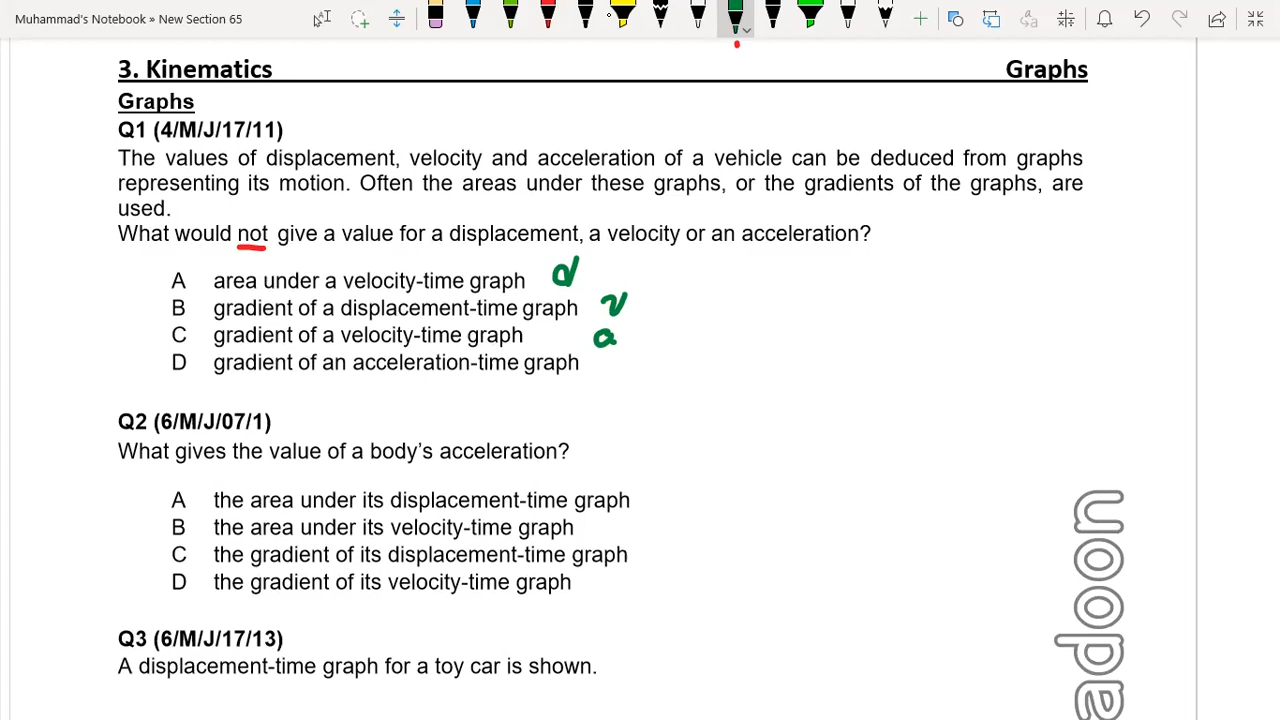 Muhammad's Notebook » New Section 65
3. Kinematics Graphs
Graphs
Q1 (4/M/J/17/11)
The values of displacement, velocity and acceleration of a vehicle can be deduced from graphs
representing its motion. Often the areas under these graphs, or the gradients of the graphs, are
used.
What would not give a value for a displacement, a velocity or an acceleration?
A area under a velocity-time graph d
B gradient of a displacement-time graph v
C gradient of a velocity-time graph a
D gradient of an acceleration-time graph
Q2 (6/M/J/07/1)
What gives the value of a body’s acceleration?
A the area under its displacement-time graph
B the area under its velocity-time graph
C the gradient of its displacement-time graph
D the gradient of its velocity-time graph
Q3 (6/M/J/17/13)
A displacement-time graph for a toy car is shown.
adoon